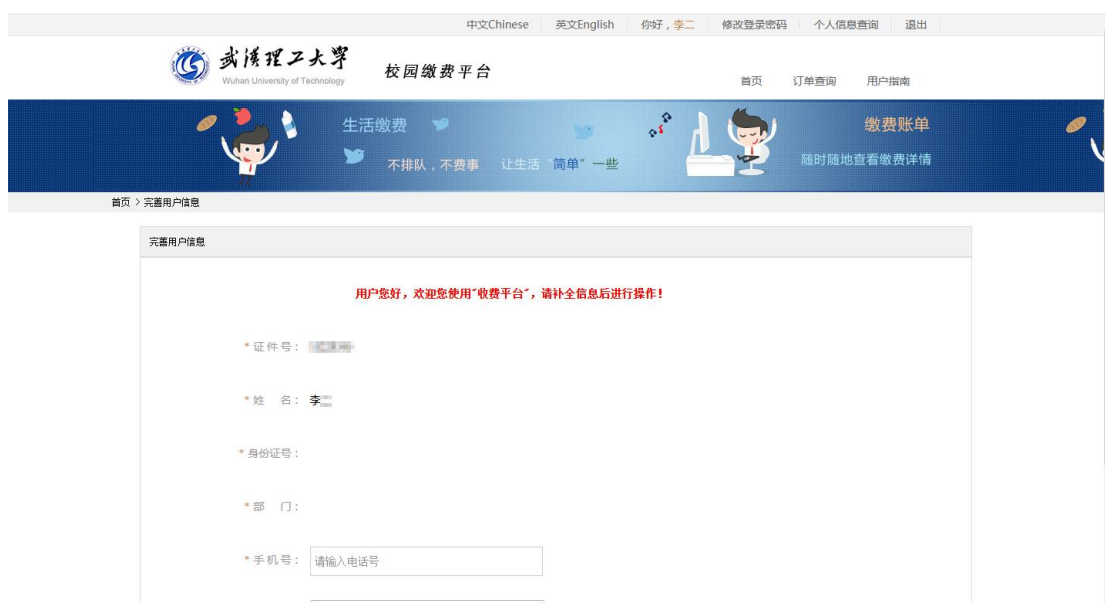 中文Chinese 英文English 你好，李二 修改登录密码 个人信息查询 退出
武汉理工大学 校园缴费平台
Wuhan University of Technology
首页 订单查询 用户指南
生活缴费
缴费账单
不排队，不费事 让生活“简单”一些
随时随地查看缴费详情
首页 > 完善用户信息
完善用户信息
用户您好，欢迎您使用"收费平台"，请补全信息后进行操作！
*证件号：
*姓 名：李
*身份证号：
*部 门：
*手机号：请输入电话号